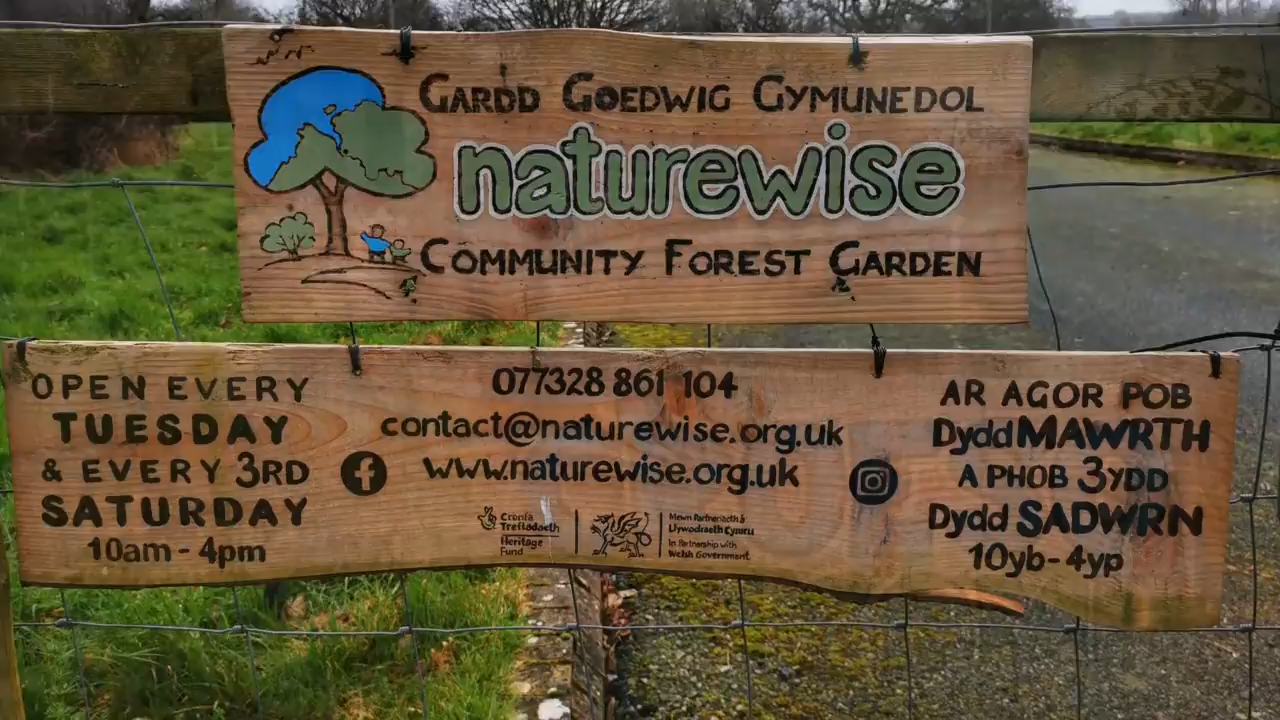 GARDD GOEDWIG GYMUNEDOL
naturewise
COMMUNITY FOREST GARDEN
OPEN EVERY
TUESDAY
& EVERY 3RD
SATURDAY
10am - 4pm
077328 861 104
contact@naturewise.org.uk
www.naturewise.org.uk
Cronfa
Treftadaeth
Heritage
Fund
Mewn Partneriaeth â
Llywodraeth Cymru
In Partnership with
Welsh Government
AR AGOR POB
Dydd MAWRTH
A PHOB 3YDD
Dydd SADWRN
10yb - 4yp